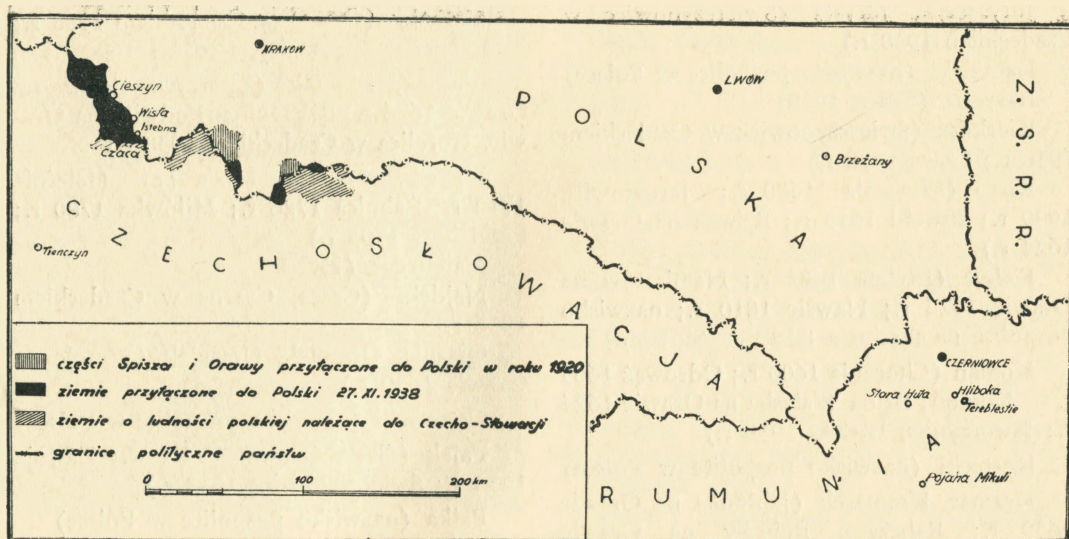 KRAKÓW
LWÓW
Cieszyn
Wisła
Istebna
Czaca
POLSKA
Z.S.R.R.
Brzeżany
Trenczyn
CZECHOSŁOWACJA
części Spisza i Orawy przyłączone do Polski w roku 1920
ziemie przyłączone do Polski 27.XI.1938
ziemie o ludności polskiej należące do Czecho-Słowacji
granice polityczne państw
0 100 200 km
CZERNIOWCE
Stara Huta
Hliboka
Tereblestie
Pojana Mikuli
RUMUNIA